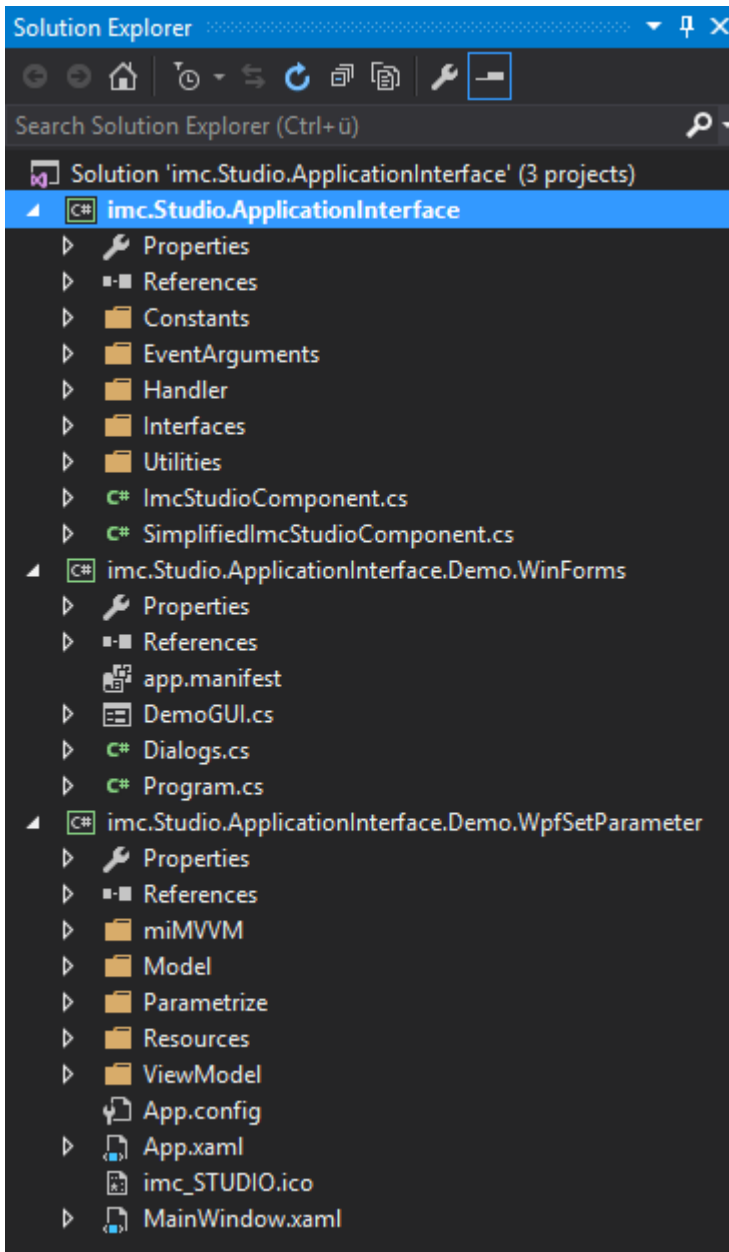 Solution Explorer
Search Solution Explorer (Ctrl+ü)
Solution 'imc.Studio.ApplicationInterface' (3 projects)
C# imc.Studio.ApplicationInterface
Properties
References
Constants
EventArguments
Handler
Interfaces
Utilities
C# ImcStudioComponent.cs
C# SimplifiedImcStudioComponent.cs
C# imc.Studio.ApplicationInterface.Demo.WinForms
Properties
References
app.manifest
DemoGUI.cs
C# Dialogs.cs
C# Program.cs
C# imc.Studio.ApplicationInterface.Demo.WpfSetParameter
Properties
References
miMVVM
Model
Parametrize
Resources
ViewModel
App.config
App.xaml
imc_STUDIO.ico
MainWindow.xaml